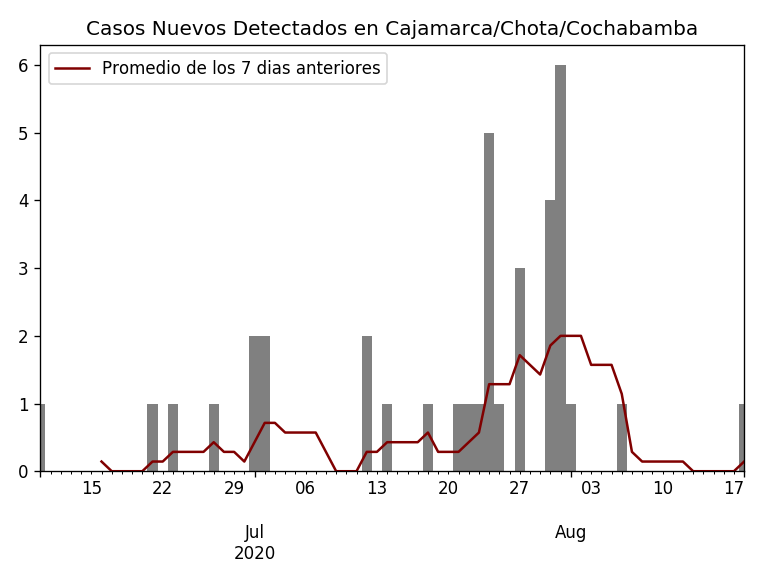 Casos Nuevos Detectados en Cajamarca/Chota/Cochabamba
Promedio de los 7 dias anteriores
6
5
4
3
2
1
0
15 22 29 06 13 20 27 03 10 17
Jul Aug
2020